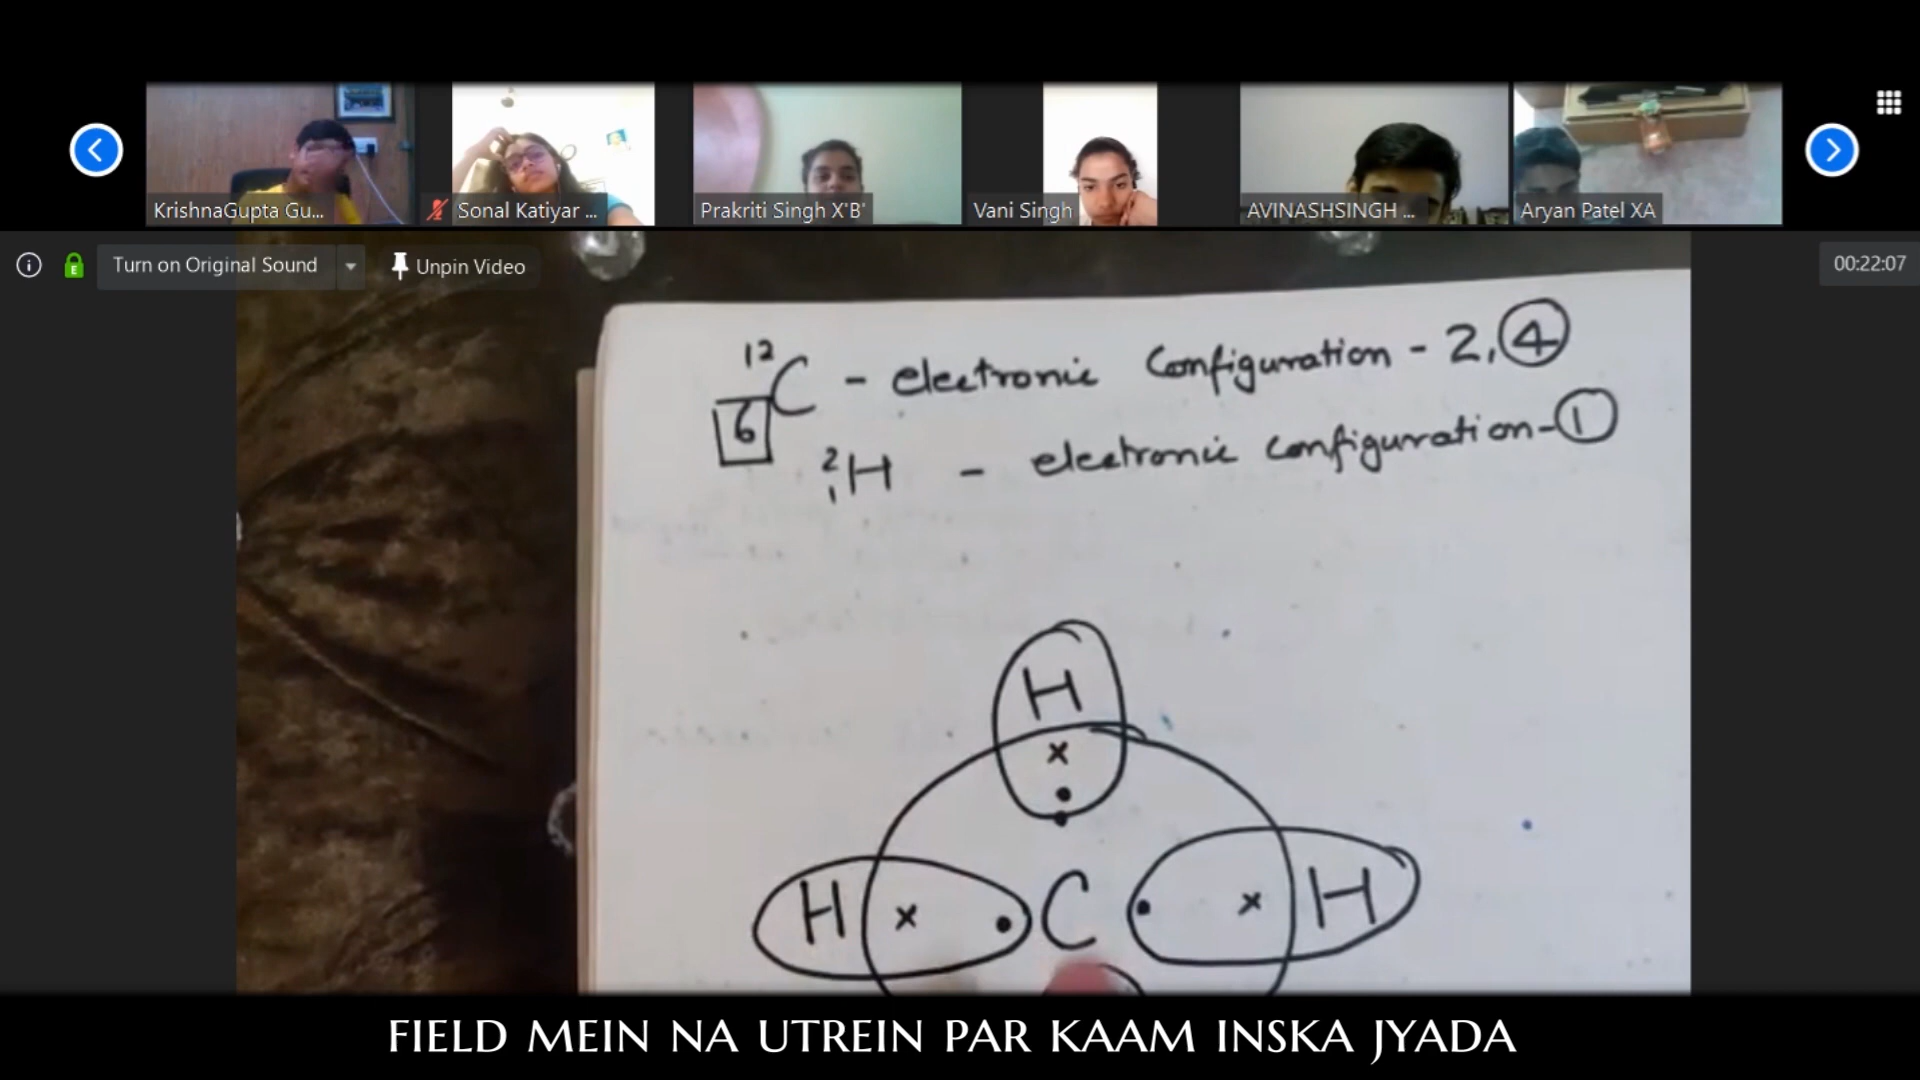 KrishnaGupta Gu...
Sonal Katiyar ...
Prakriti Singh X'B'
Vani Singh
AVINASHSINGH ...
Aryan Patel XA
Turn on Original Sound
Unpin Video
00:22:07
12
6 C - electronic Configuration - 2,4
2
1 H - electronic configuration - 1
H
x
H x C x H
FIELD MEIN NA UTREIN PAR KAAM INSKA JYADA